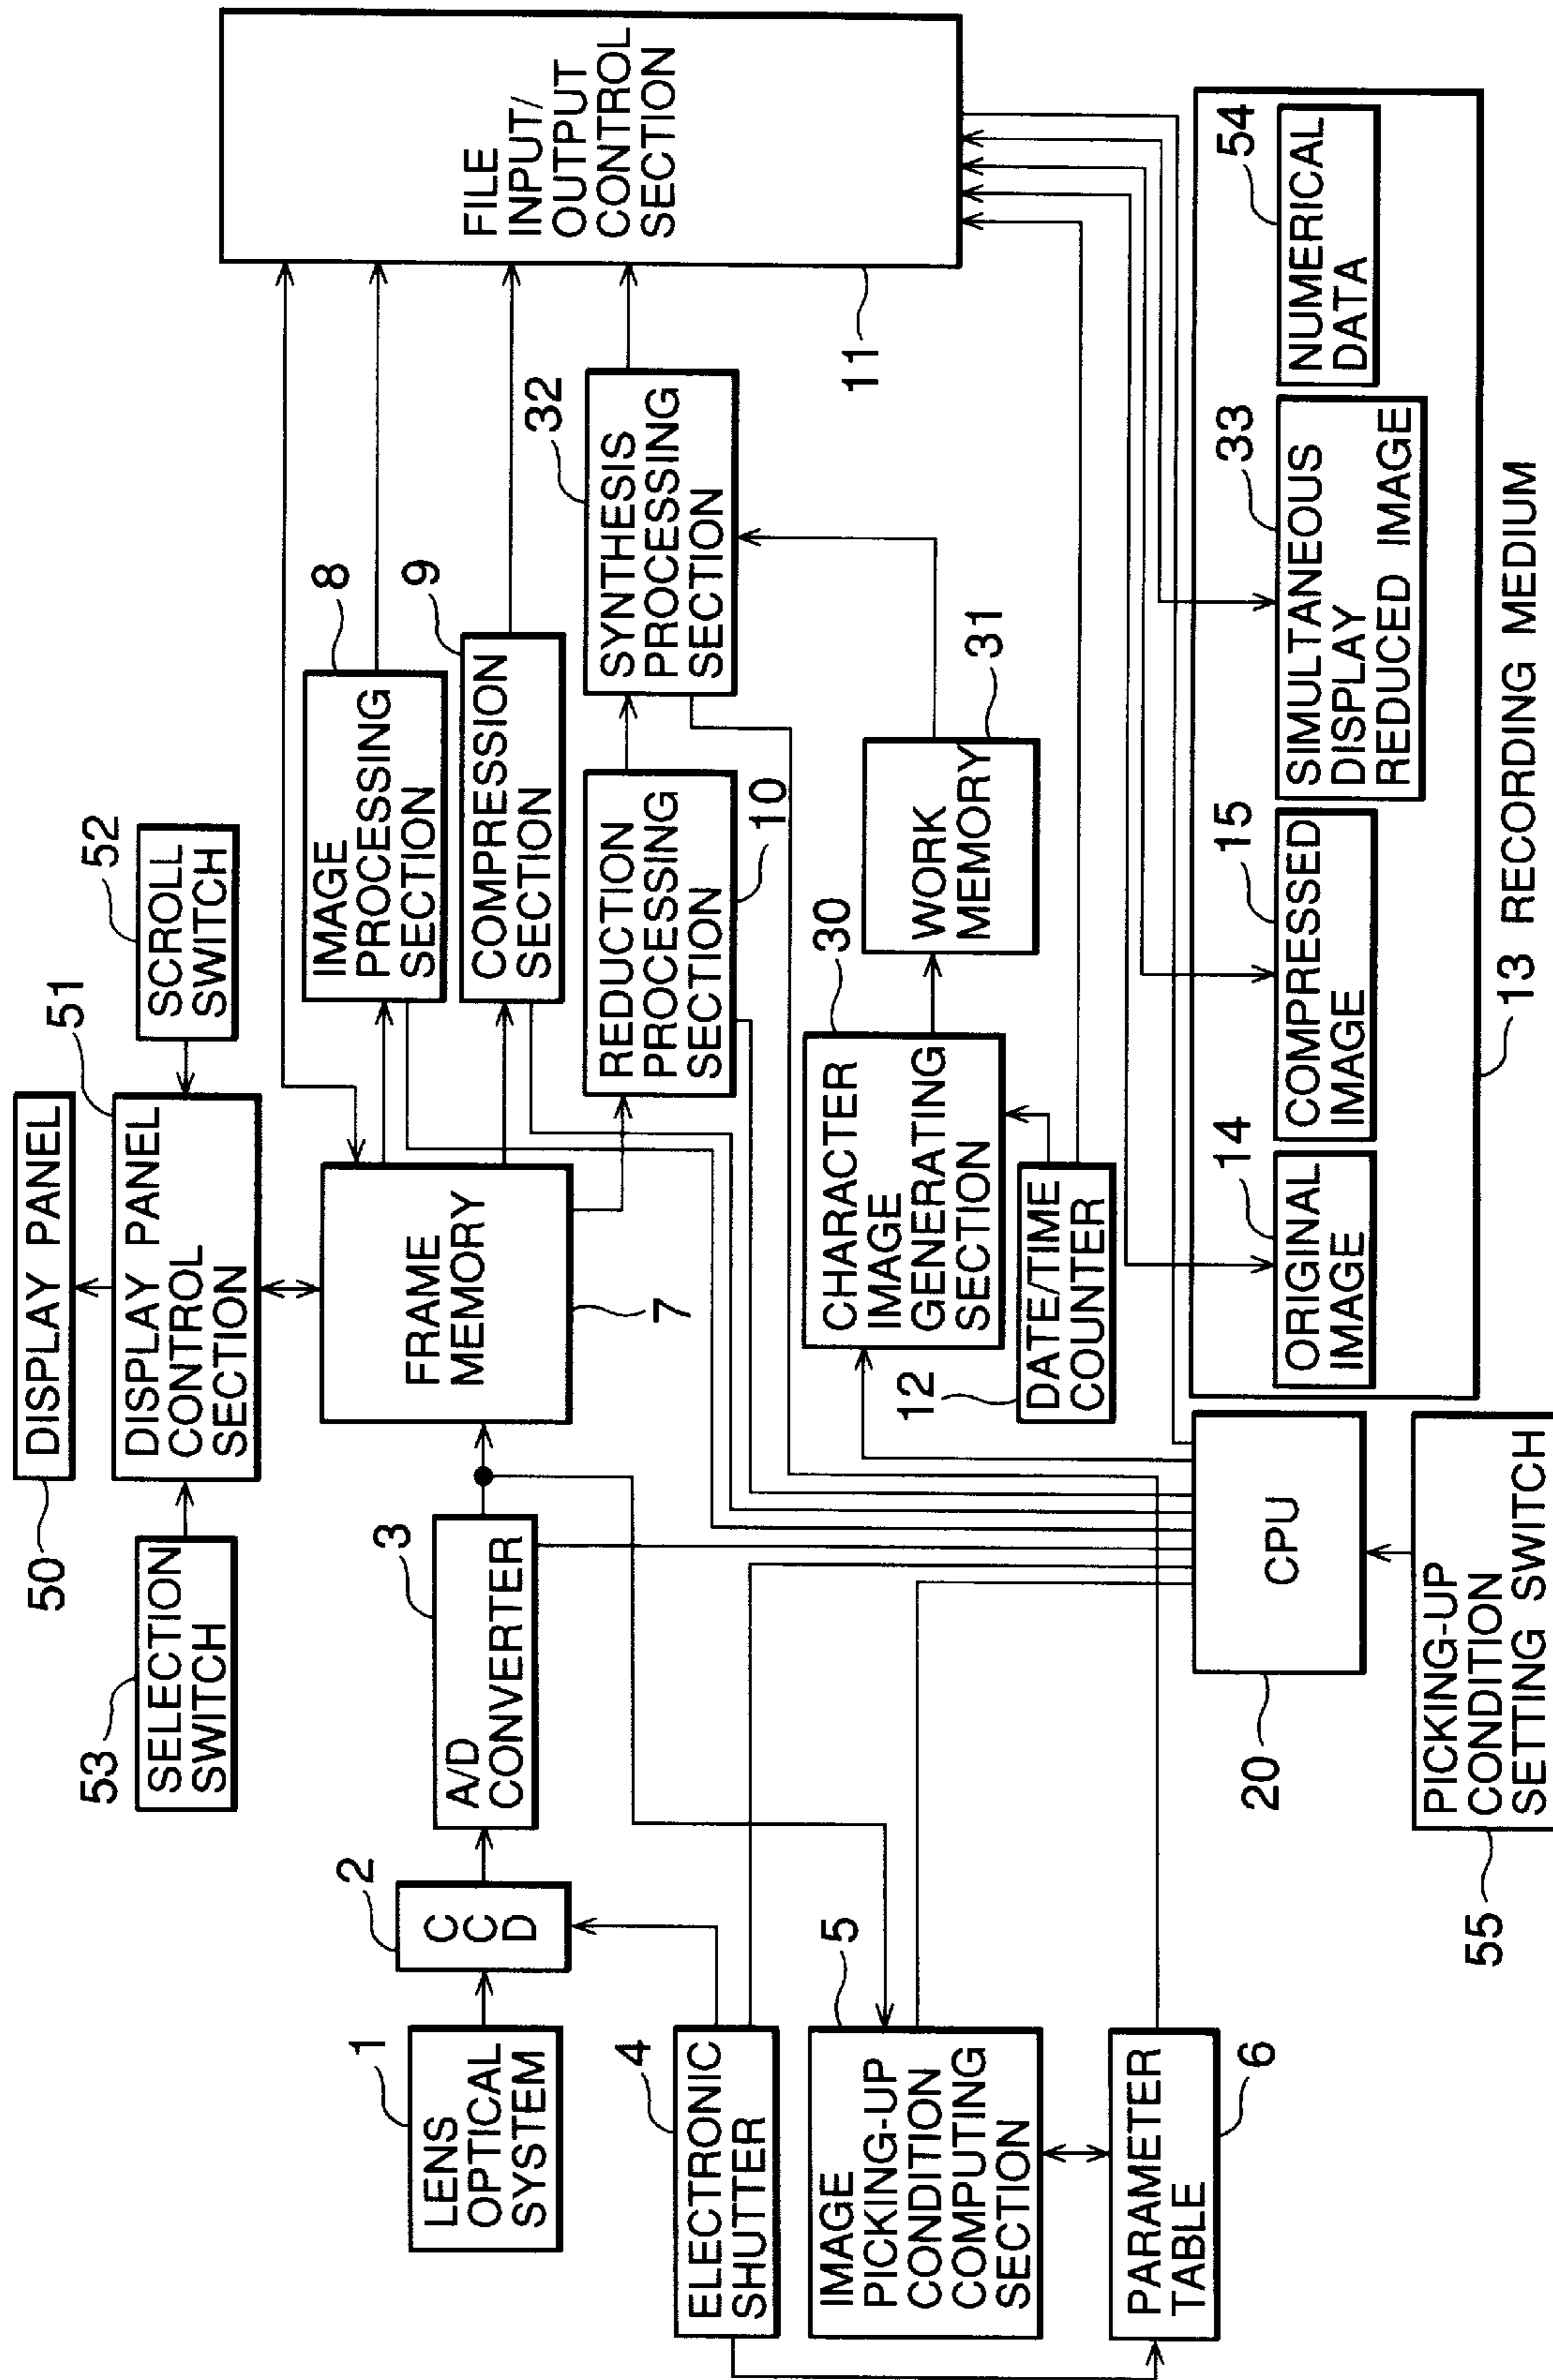 50
DISPLAY PANEL
53
SELECTION
SWITCH
51
DISPLAY PANEL
CONTROL
SECTION
52
SCROLL
SWITCH
1
LENS
OPTICAL
SYSTEM
2
C
C
D
3
A/D
CONVERTER
FRAME
MEMORY
7
8
IMAGE
PROCESSING
SECTION
9
COMPRESSION
SECTION
REDUCTION
PROCESSING
SECTION
10
32
SYNTHESIS
PROCESSING
SECTION
FILE
INPUT/
OUTPUT
CONTROL
SECTION
11
4
ELECTRONIC
SHUTTER
5
IMAGE
PICKING-UP
CONDITION
COMPUTING
SECTION
PARAMETER
TABLE
6
30
CHARACTER
IMAGE
GENERATING
SECTION
WORK
MEMORY
31
12
DATE/TIME
COUNTER
CPU
20
PICKING-UP
CONDITION
SETTING SWITCH
55
14
ORIGINAL
IMAGE
15
COMPRESSED
IMAGE
33
SIMULTANEOUS
DISPLAY
REDUCED IMAGE
54
NUMERICAL
DATA
13 RECORDING MEDIUM